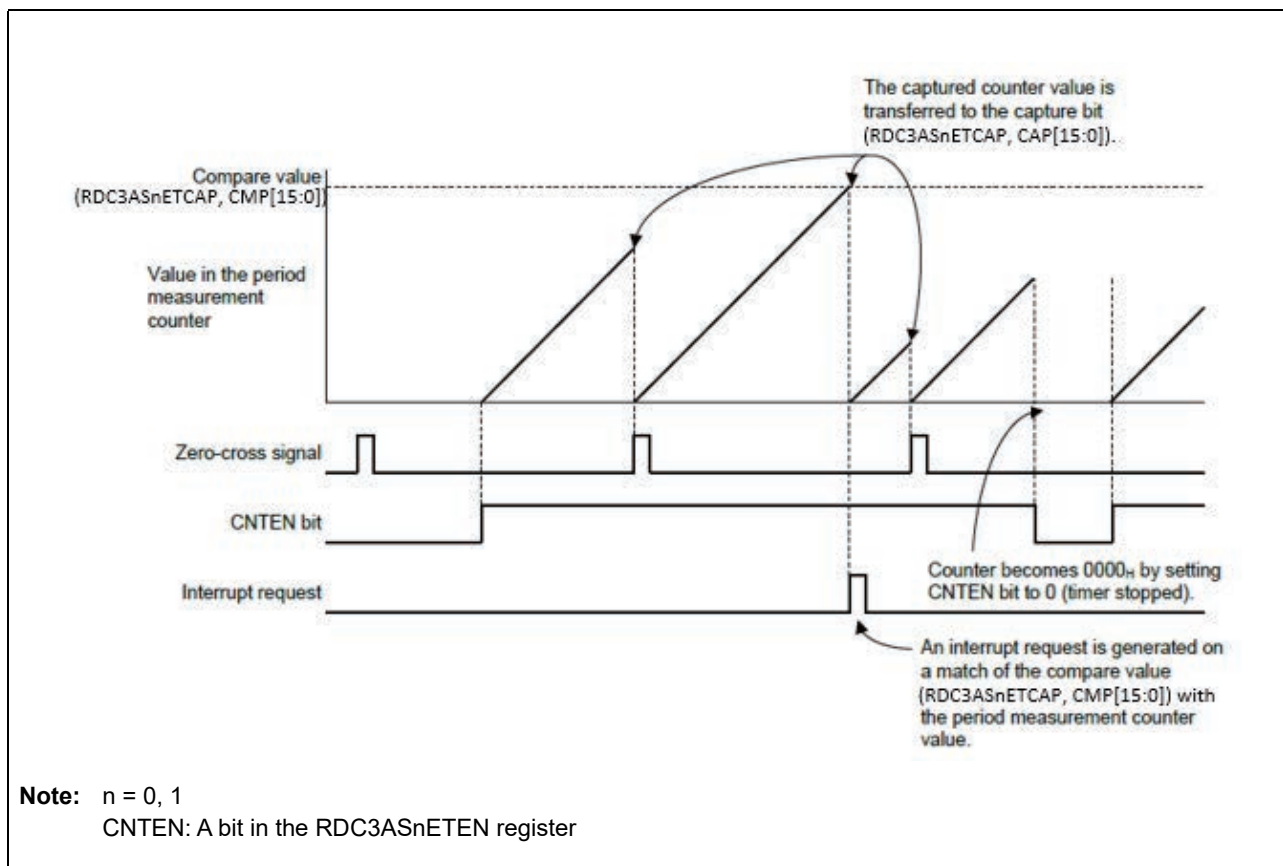 The captured counter value is
transferred to the capture bit
(RDC3ASnETCAP, CAP[15:0]).
Compare value
(RDC3ASnETCAP, CMP[15:0])
Value in the period
measurement
counter
Zero-cross signal
CNTEN bit
Interrupt request
Counter becomes 0000H by setting
CNTEN bit to 0 (timer stopped).
An interrupt request is generated on
a match of the compare value
(RDC3ASnETCAP, CMP[15:0]) with
the period measurement counter
value.
Note: n = 0, 1
CNTEN: A bit in the RDC3ASnETEN register